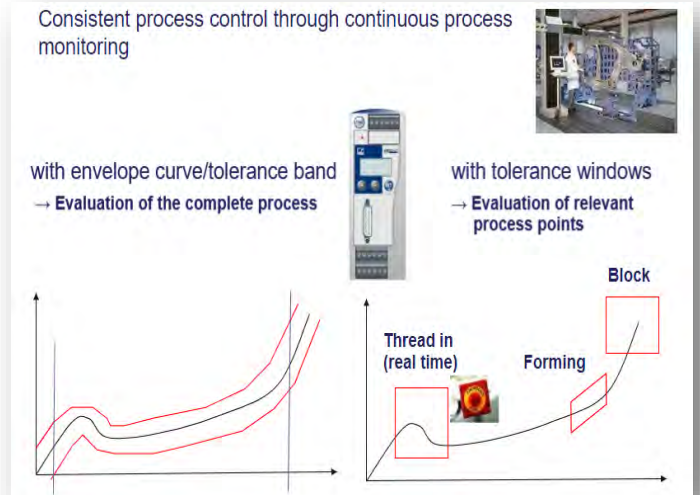 Consistent process control through continuous process
monitoring
with envelope curve/tolerance band
→ Evaluation of the complete process
with tolerance windows
→ Evaluation of relevant
process points
Block
Thread in
(real time)
Forming